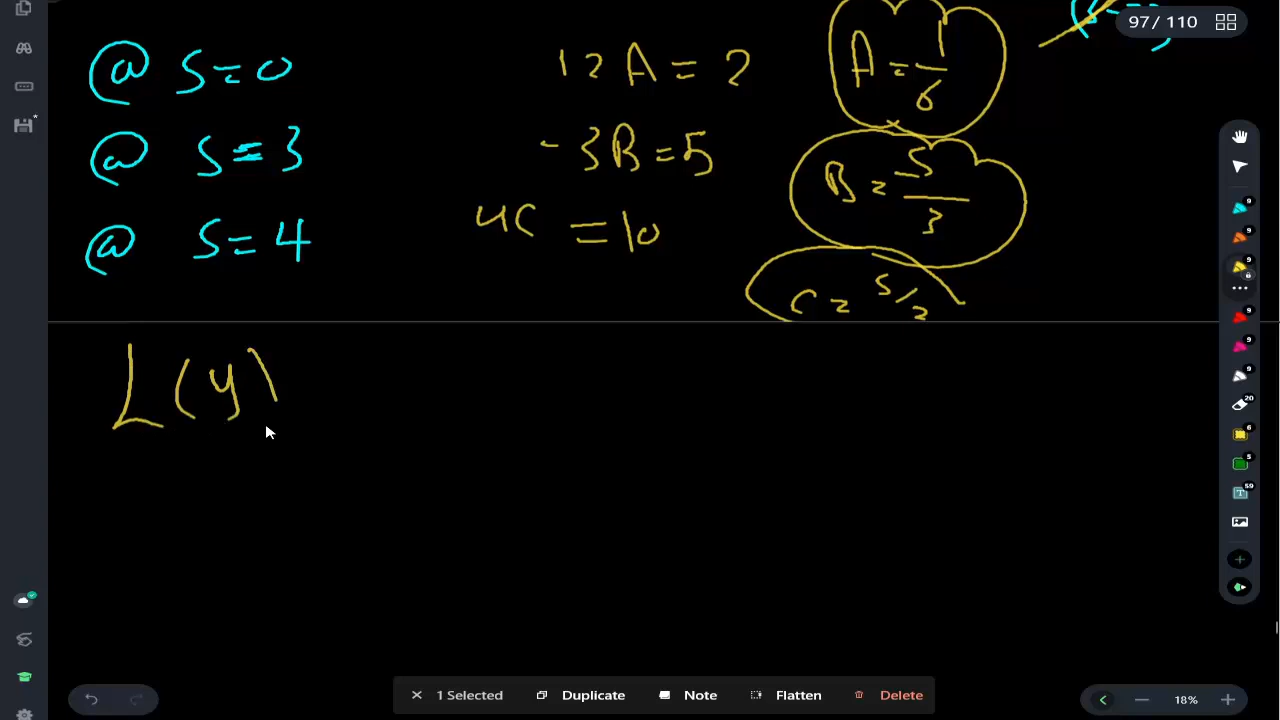 97 / 110
@ S=0 12A = 2 A = 1/6
@ S=3 -3B=5 B = -5/3
@ S=4 4C =10 C = 5/2
L(y)
1 Selected Duplicate Note Flatten Delete
18%